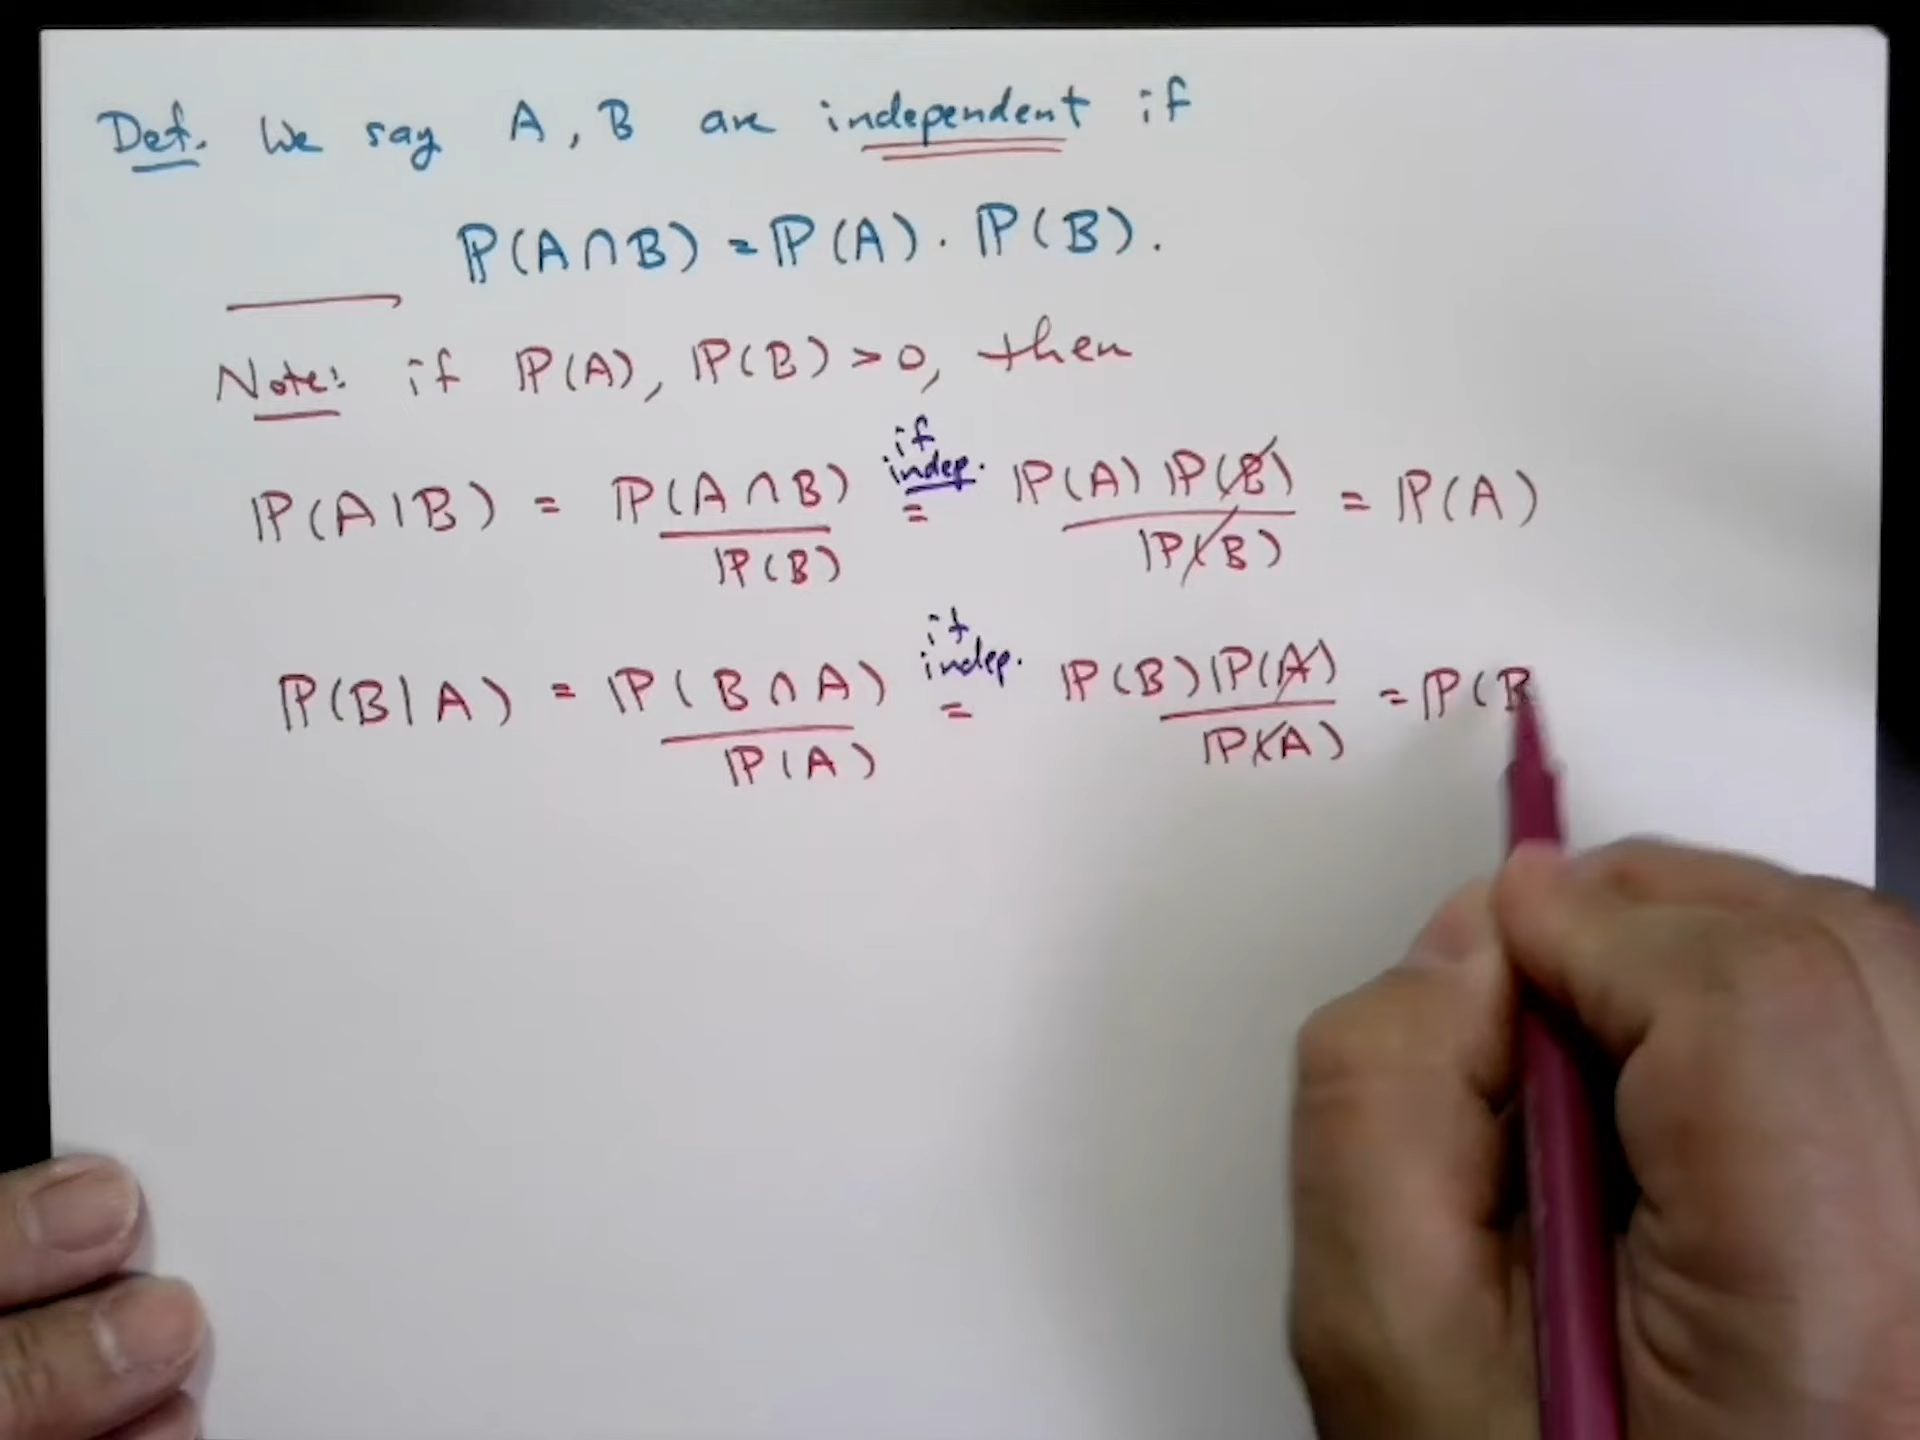 Def. We say A, B are independent if
ℙ(A∩B) = ℙ(A) · ℙ(B).
Note: if ℙ(A), ℙ(B) > 0, then
ℙ(A|B) = ℙ(A∩B) / ℙ(B) if indep. = ℙ(A) ℙ(B) / ℙ(B) = ℙ(A)
ℙ(B|A) = ℙ(B∩A) / ℙ(A) if indep. = ℙ(B) ℙ(A) / ℙ(A) = ℙ(B